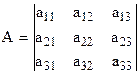 a₁₁ a₁₂ a₁₃
A = a₂₁ a₂₂ a₂₃
a₃₁ a₃₂ a₃₃